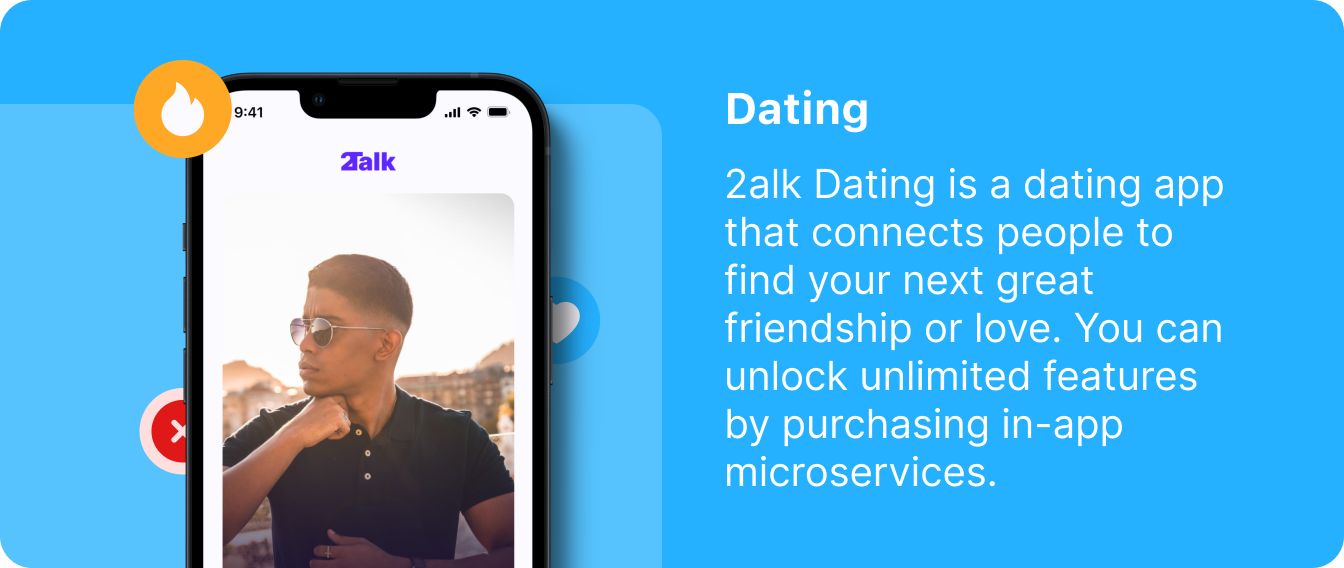 9:41
2Talk
Dating
2alk Dating is a dating app
that connects people to
find your next great
friendship or love. You can
unlock unlimited features
by purchasing in-app
microservices.